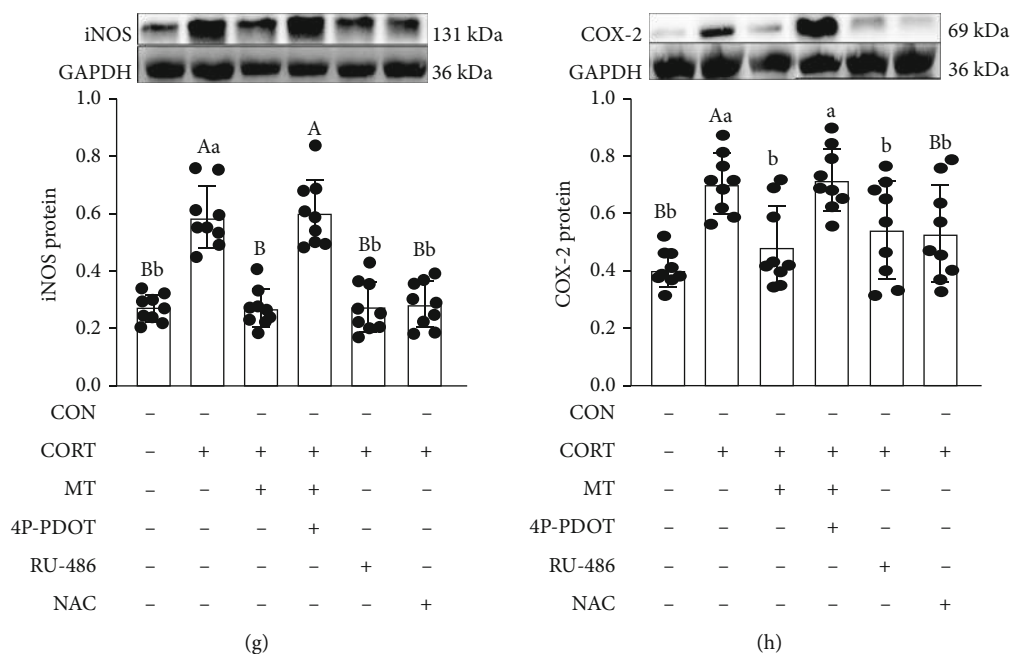 iNOS 131 kDa
GAPDH 36 kDa
iNOS protein
1.0
0.8
0.6
0.4
0.2
0.0
Bb Aa B A Bb Bb
CON – – – – – –
CORT – + + + + +
MT – – + + – –
4P-PDOT – – – + – –
RU-486 – – – – + –
NAC – – – – – +
(g)
COX-2 69 kDa
GAPDH 36 kDa
COX-2 protein
1.0
0.8
0.6
0.4
0.2
0.0
Bb Aa b a b Bb
CON – – – – – –
CORT – + + + + +
MT – – + + – –
4P-PDOT – – – + – –
RU-486 – – – – + –
NAC – – – – – +
(h)